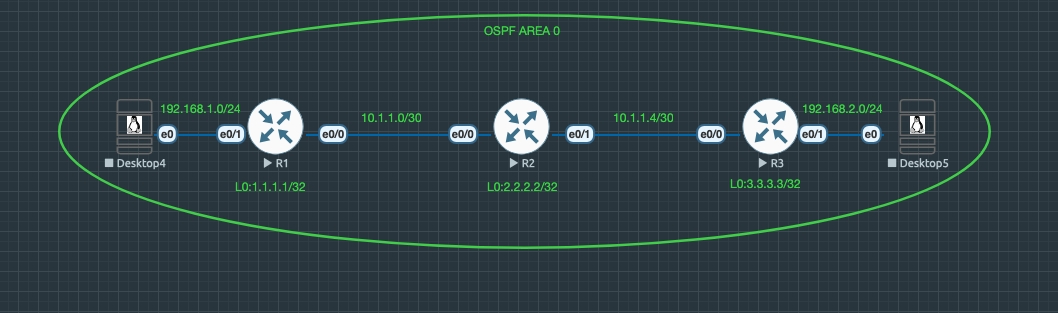 OSPF AREA 0
192.168.1.0/24
10.1.1.0/30
10.1.1.4/30
192.168.2.0/24
e0
e0/1
e0/0
e0/0
e0/1
e0/0
e0/1
e0
Desktop4
R1
R2
R3
Desktop5
L0:1.1.1.1/32
L0:2.2.2.2/32
L0:3.3.3.3/32